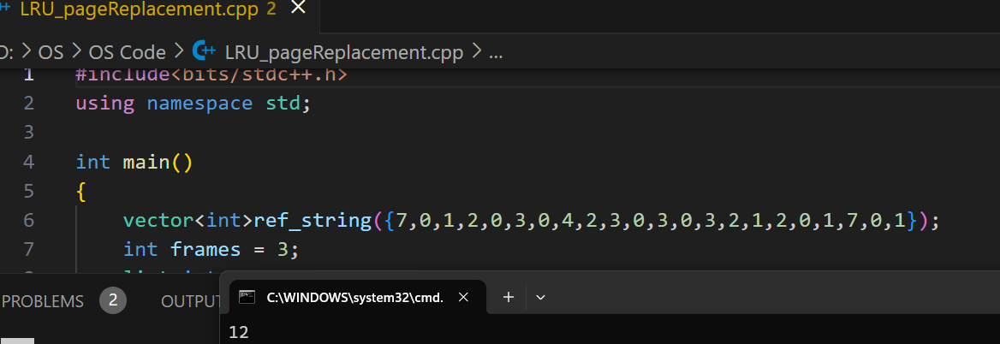 LRU_pageReplacement.cpp 2
D: > OS > OS Code > LRU_pageReplacement.cpp > ...
1 #include<bits/stdc++.h>
2 using namespace std;
3
4 int main()
5 {
6 vector<int>ref_string({7,0,1,2,0,3,0,4,2,3,0,3,0,3,2,1,2,0,1,7,0,1});
7 int frames = 3;
PROBLEMS 2 OUTPUT
C:\WINDOWS\system32\cmd.
12